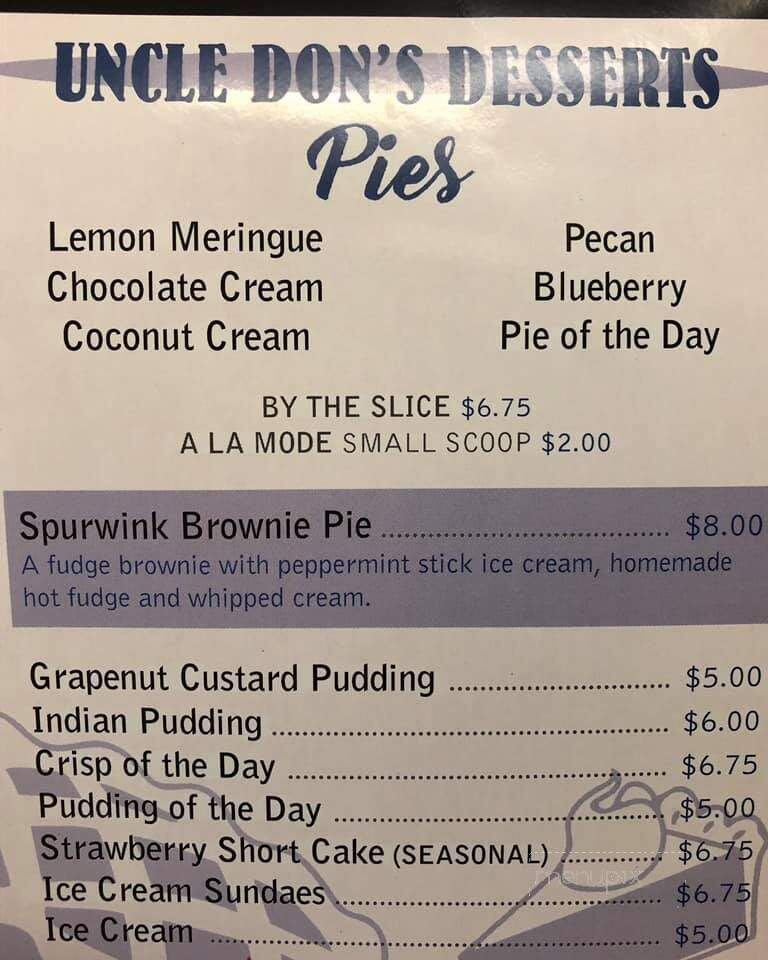 UNCLE DON'S DESSERTS
Pies
Lemon Meringue
Chocolate Cream
Coconut Cream
Pecan
Blueberry
Pie of the Day
BY THE SLICE $6.75
A LA MODE SMALL SCOOP $2.00
Spurwink Brownie Pie ................................ $8.00
A fudge brownie with peppermint stick ice cream, homemade
hot fudge and whipped cream.
Grapenut Custard Pudding ........................ $5.00
Indian Pudding ............................................ $6.00
Crisp of the Day .......................................... $6.75
Pudding of the Day ..................................... $5.00
Strawberry Short Cake (SEASONAL) ........... $6.75
Ice Cream Sundaes ..................................... $6.75
Ice Cream .................................................. $5.00
menupix